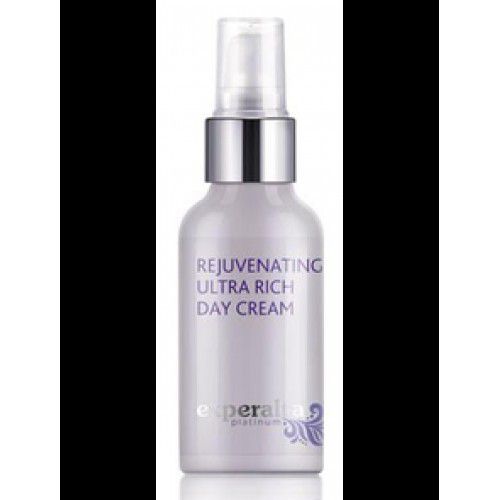 REJUVENATING
ULTRA RICH
DAY CREAM
experalta
platinum